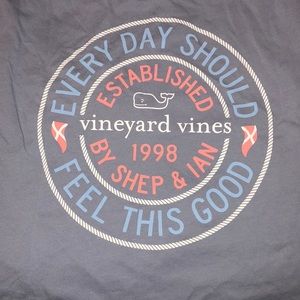 EVERY DAY SHOULD
FEEL THIS GOOD
ESTABLISHED
vineyard vines
1998
BY SHEP & IAN